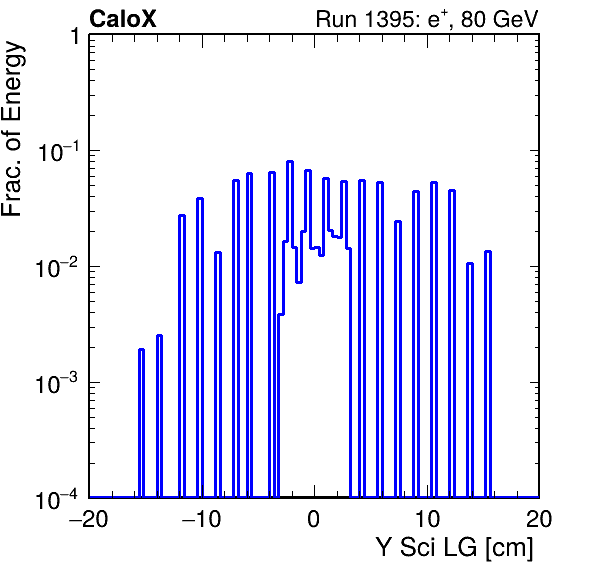 CaloX Run 1395: e⁺, 80 GeV
Frac. of Energy
1
10⁻¹
10⁻²
10⁻³
10⁻⁴
−20 −10 0 10 20
Y Sci LG [cm]